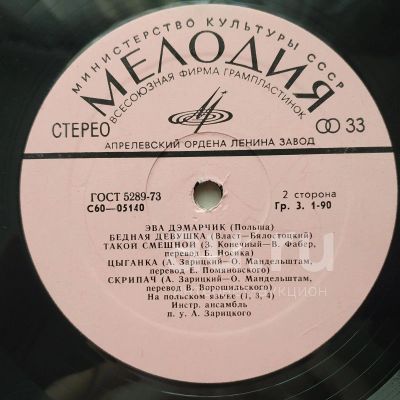 МИНИСТЕРСТВО КУЛЬТУРЫ СССР
МЕЛОДИЯ
ВСЕСОЮЗНАЯ ФИРМА ГРАМПЛАСТИНОК
СТЕРЕО
33
АПРЕЛЕВСКИЙ ОРДЕНА ЛЕНИНА ЗАВОД
ГОСТ 5289-73
С60—05140
2 сторона
Гр. 3. 1-90
ЭВА ДЭМАРЧИК (Польша)
БЕДНАЯ ДЕВУШКА (Власт—Бялостоцкий)
ТАКОЙ СМЕШНОЙ (З. Конечный—В. Фабер,
перевод Б. Носика)
ЦЫГАНКА (А. Зарицкий—О. Мандельштам,
перевод Е. Помяновского)
СКРИПАЧ (А. Зарицкий—О. Мандельштам,
перевод В. Ворошильского)
На польском языке (1, 3, 4)
Инстр. ансамбль
п. у А. Зарицкого